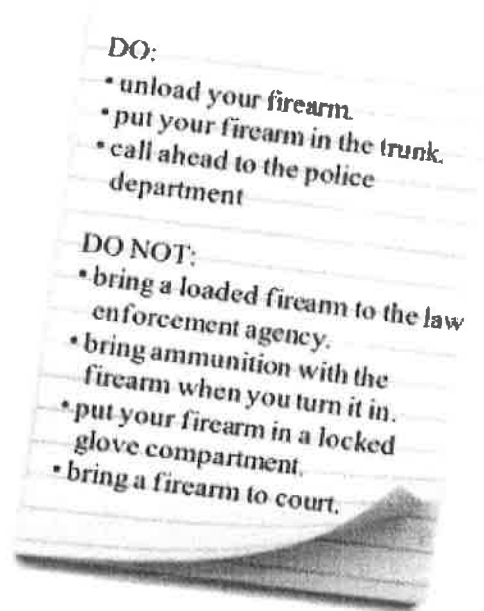 DO:
• unload your firearm.
• put your firearm in the trunk.
• call ahead to the police
department
DO NOT:
• bring a loaded firearm to the law
enforcement agency.
• bring ammunition with the
firearm when you turn it in.
• put your firearm in a locked
glove compartment.
• bring a firearm to court.